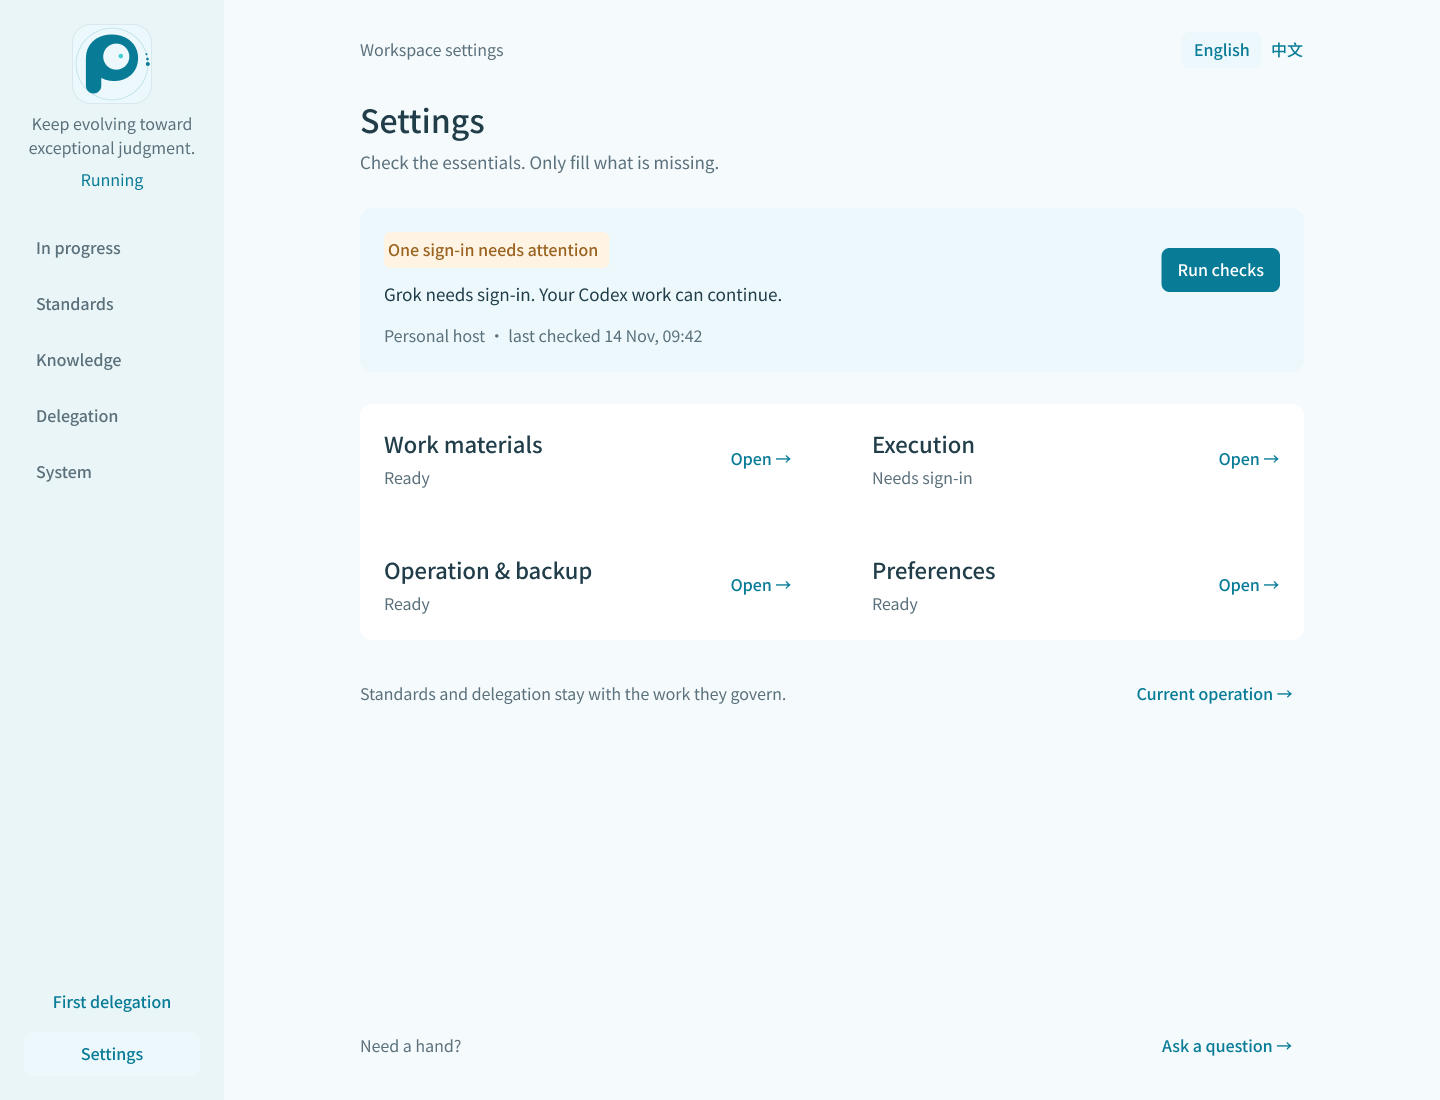 Keep evolving toward
exceptional judgment.
Running
In progress
Standards
Knowledge
Delegation
System
First delegation
Settings
Workspace settings
English
中文
Settings
Check the essentials. Only fill what is missing.
One sign-in needs attention
Grok needs sign-in. Your Codex work can continue.
Personal host · last checked 14 Nov, 09:42
Run checks
Work materials
Ready
Open →
Execution
Needs sign-in
Open →
Operation & backup
Ready
Open →
Preferences
Ready
Open →
Standards and delegation stay with the work they govern.
Current operation →
Need a hand?
Ask a question →